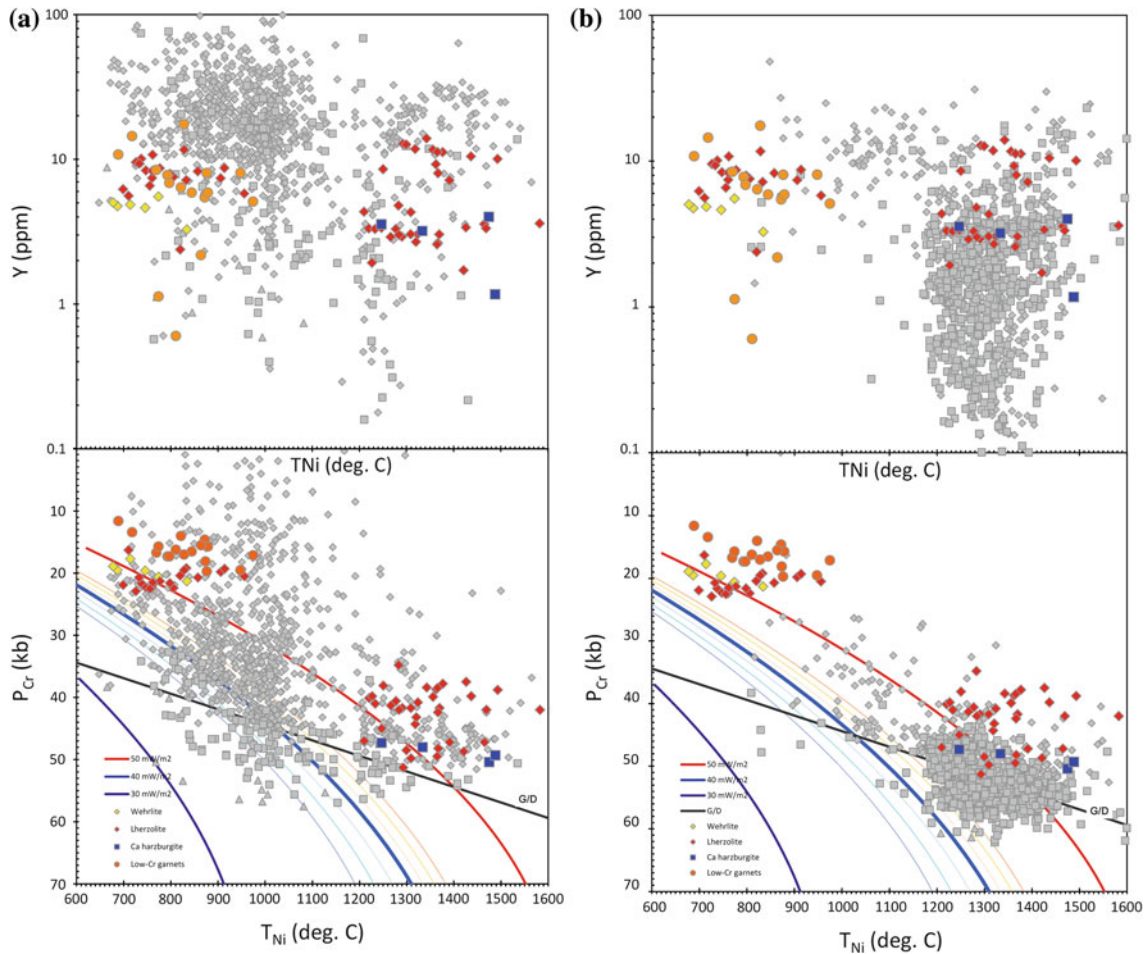 (a)
(b)
100
10
1
0.1
Y (ppm)
TNi (deg. C)
10
20
30
40
50
60
70
P Cr (kb)
50 mW/m2
40 mW/m2
30 mW/m2
G/D
Wehrlite
Lherzolite
Ca harzburgite
Low-Cr garnets
G/D
600 700 800 900 1000 1100 1200 1300 1400 1500 1600
T Ni (deg. C)
100
10
1
0.1
Y (ppm)
TNi (deg. C)
10
20
30
40
50
60
70
P Cr (kb)
50 mW/m2
40 mW/m2
30 mW/m2
G/D
Wehrlite
Lherzolite
Ca harzburgite
Low-Cr garnets
G/D
600 700 800 900 1000 1100 1200 1300 1400 1500 1600
T Ni (deg. C)